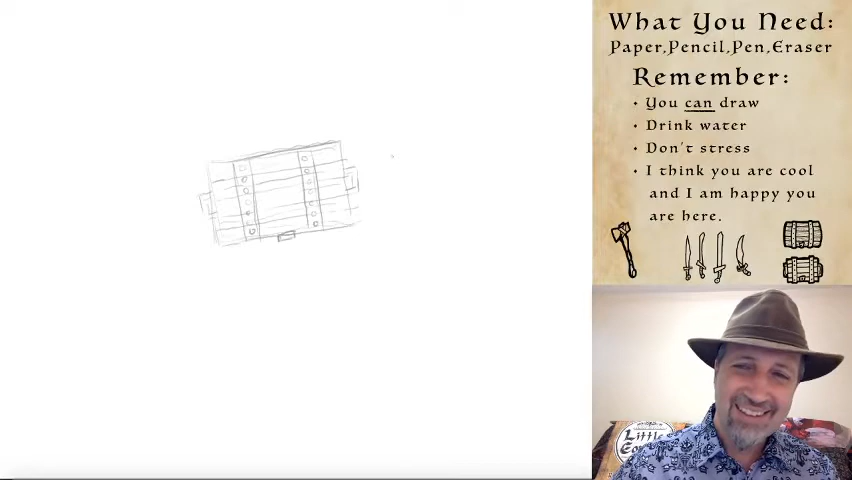 What You Need:
Paper,Pencil,Pen,Eraser
Remember:
• You can draw
• Drink water
• Don't stress
• I think you are cool
and I am happy you
are here.
Little